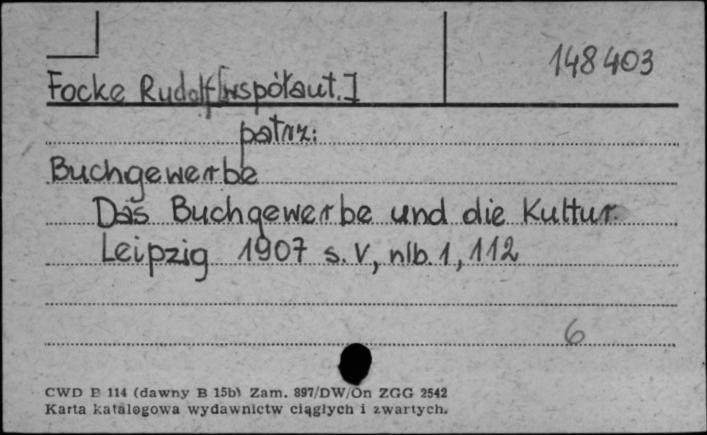 148403
Focke Rudolf [współaut.]
patrz:
Buchgewerbe
Das Buchgewerbe und die Kultur.
Leipzig 1907 s. V, nlb. 1, 112
6
CWD B 114 (dawny B 15b) Zam. 897/DW/On ZGG 2542
Karta katalogowa wydawnictw ciągłych i zwartych.